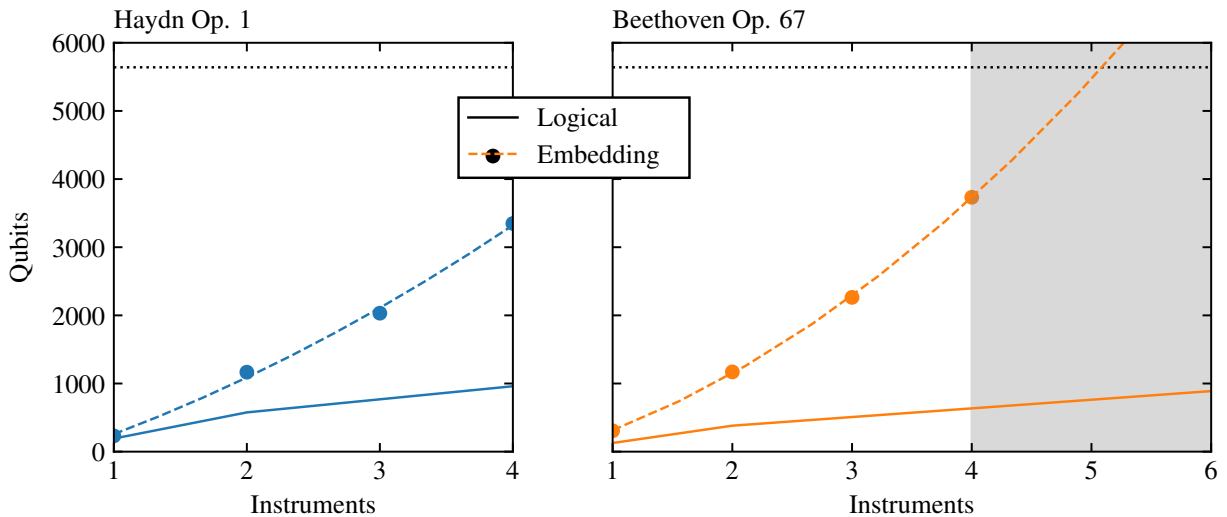 Haydn Op. 1
Beethoven Op. 67
6000
5000
4000
3000
2000
1000
0
Qubits
Logical
Embedding
1 2 3 4
1 2 3 4 5 6
Instruments
Instruments